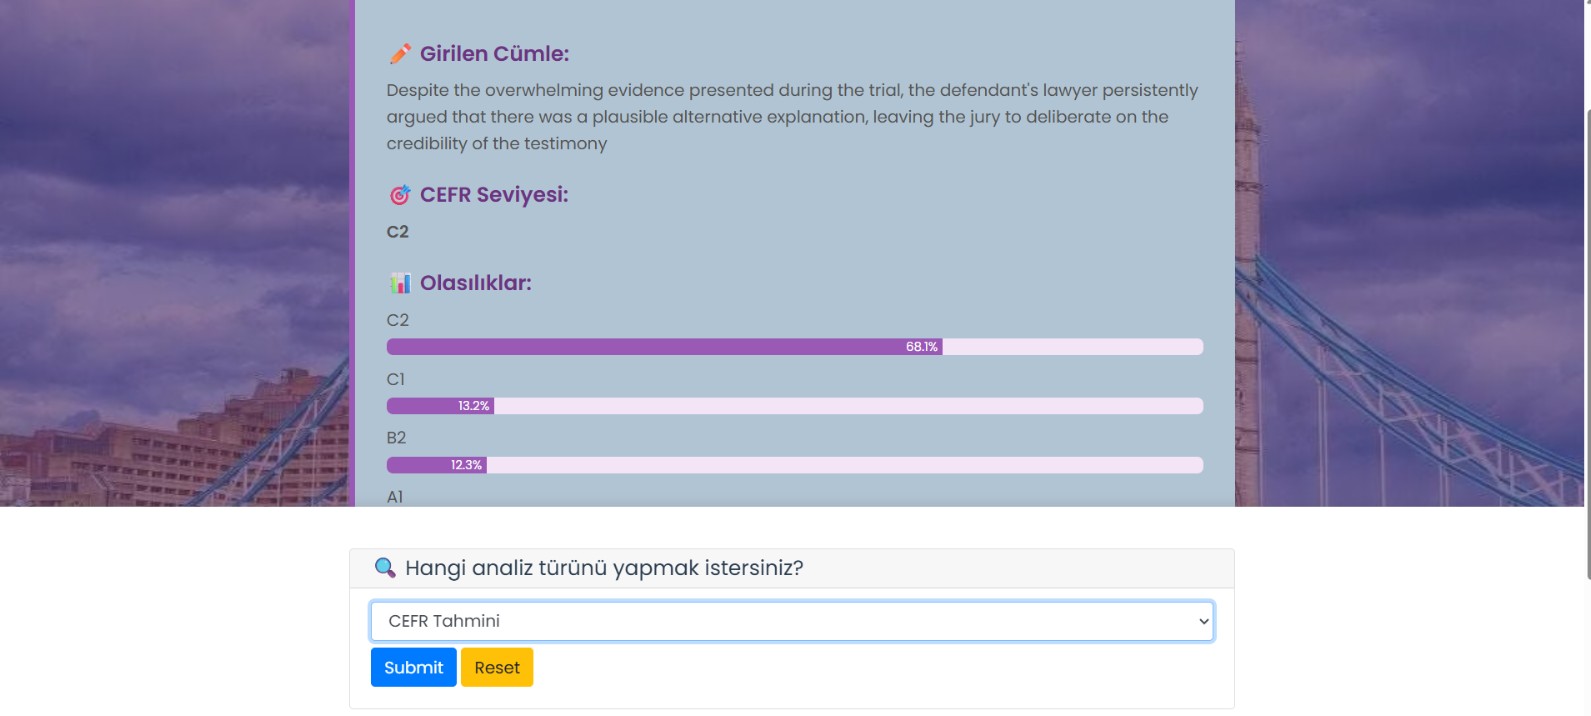 Girilen Cümle:
Despite the overwhelming evidence presented during the trial, the defendant's lawyer persistently
argued that there was a plausible alternative explanation, leaving the jury to deliberate on the
credibility of the testimony
CEFR Seviyesi:
C2
Olasılıklar:
C2
68.1%
C1
13.2%
B2
12.3%
A1
Hangi analiz türünü yapmak istersiniz?
CEFR Tahmini
Submit Reset